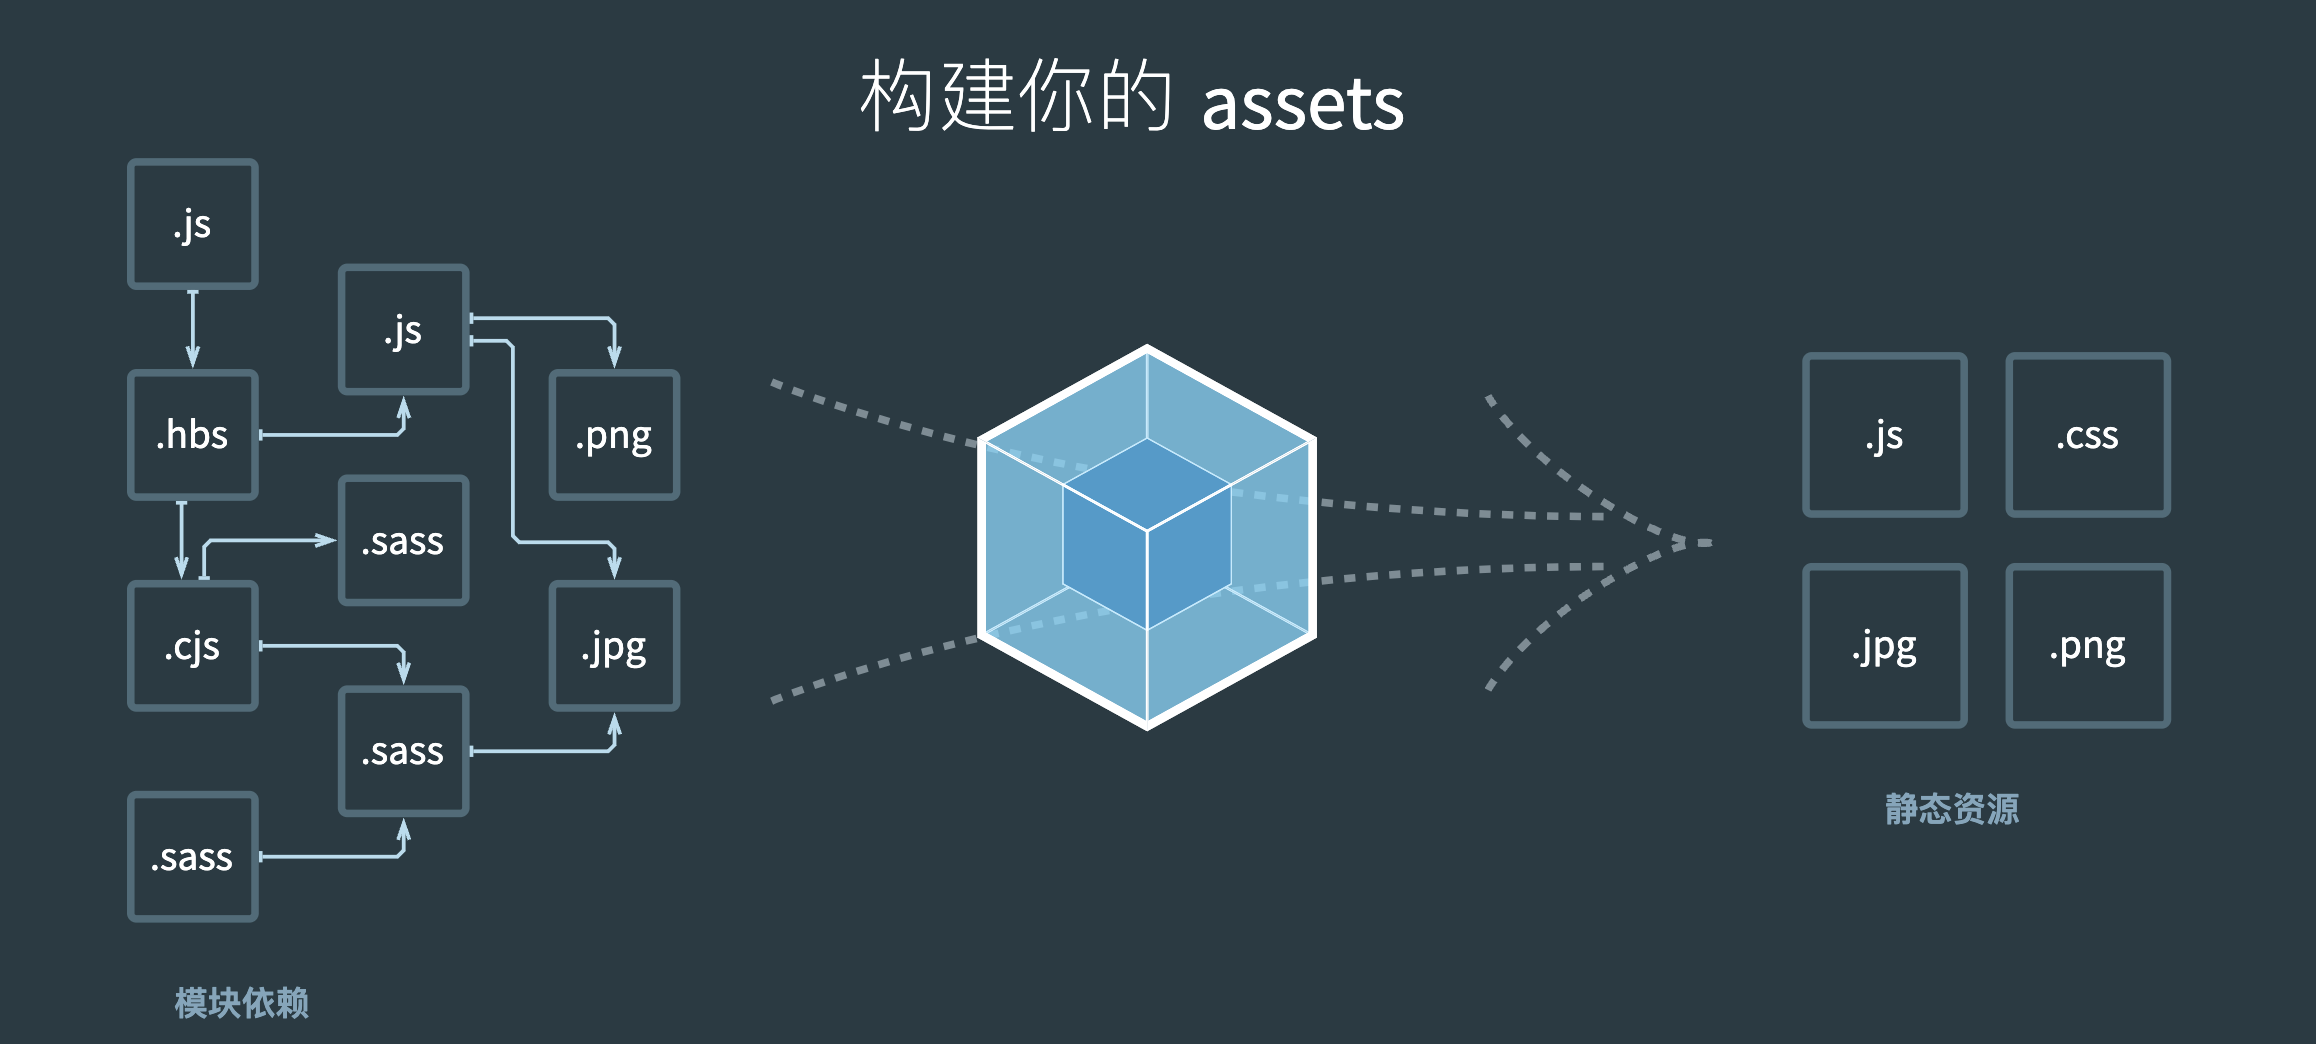 构建你的 assets
.js
.js
.hbs
.png
.sass
.cjs
.jpg
.sass
.sass
模块依赖
.js
.css
.jpg
.png
静态资源